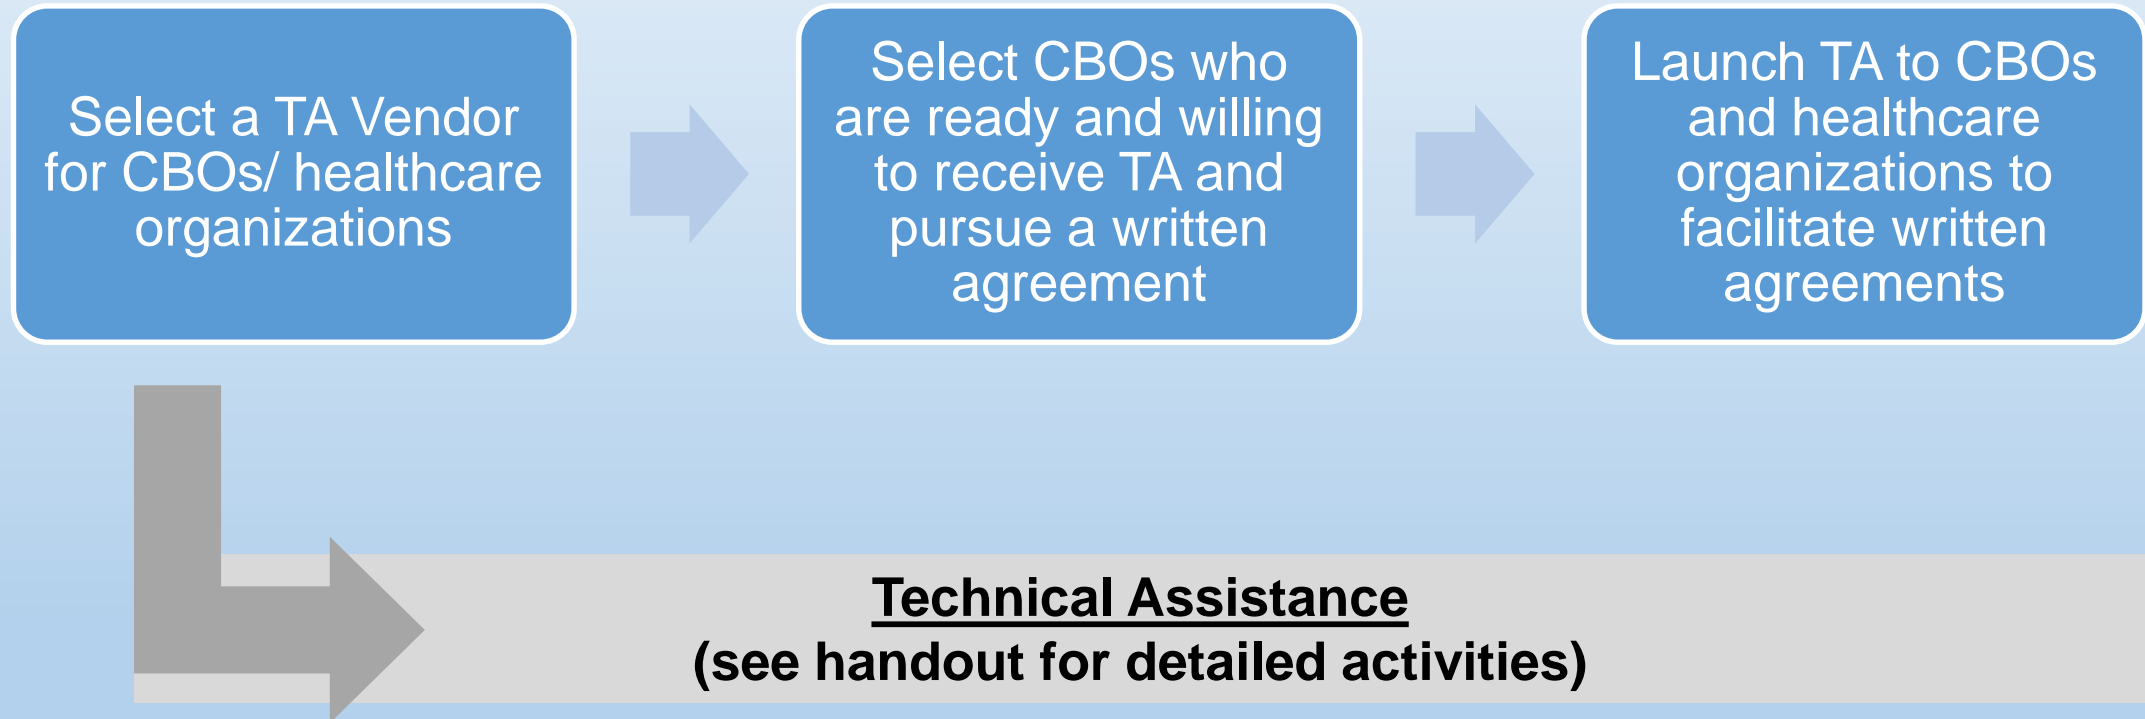 Select a TA Vendor
for CBOs/ healthcare
organizations
Select CBOs who
are ready and willing
to receive TA and
pursue a written
agreement
Launch TA to CBOs
and healthcare
organizations to
facilitate written
agreements
Technical Assistance
(see handout for detailed activities)